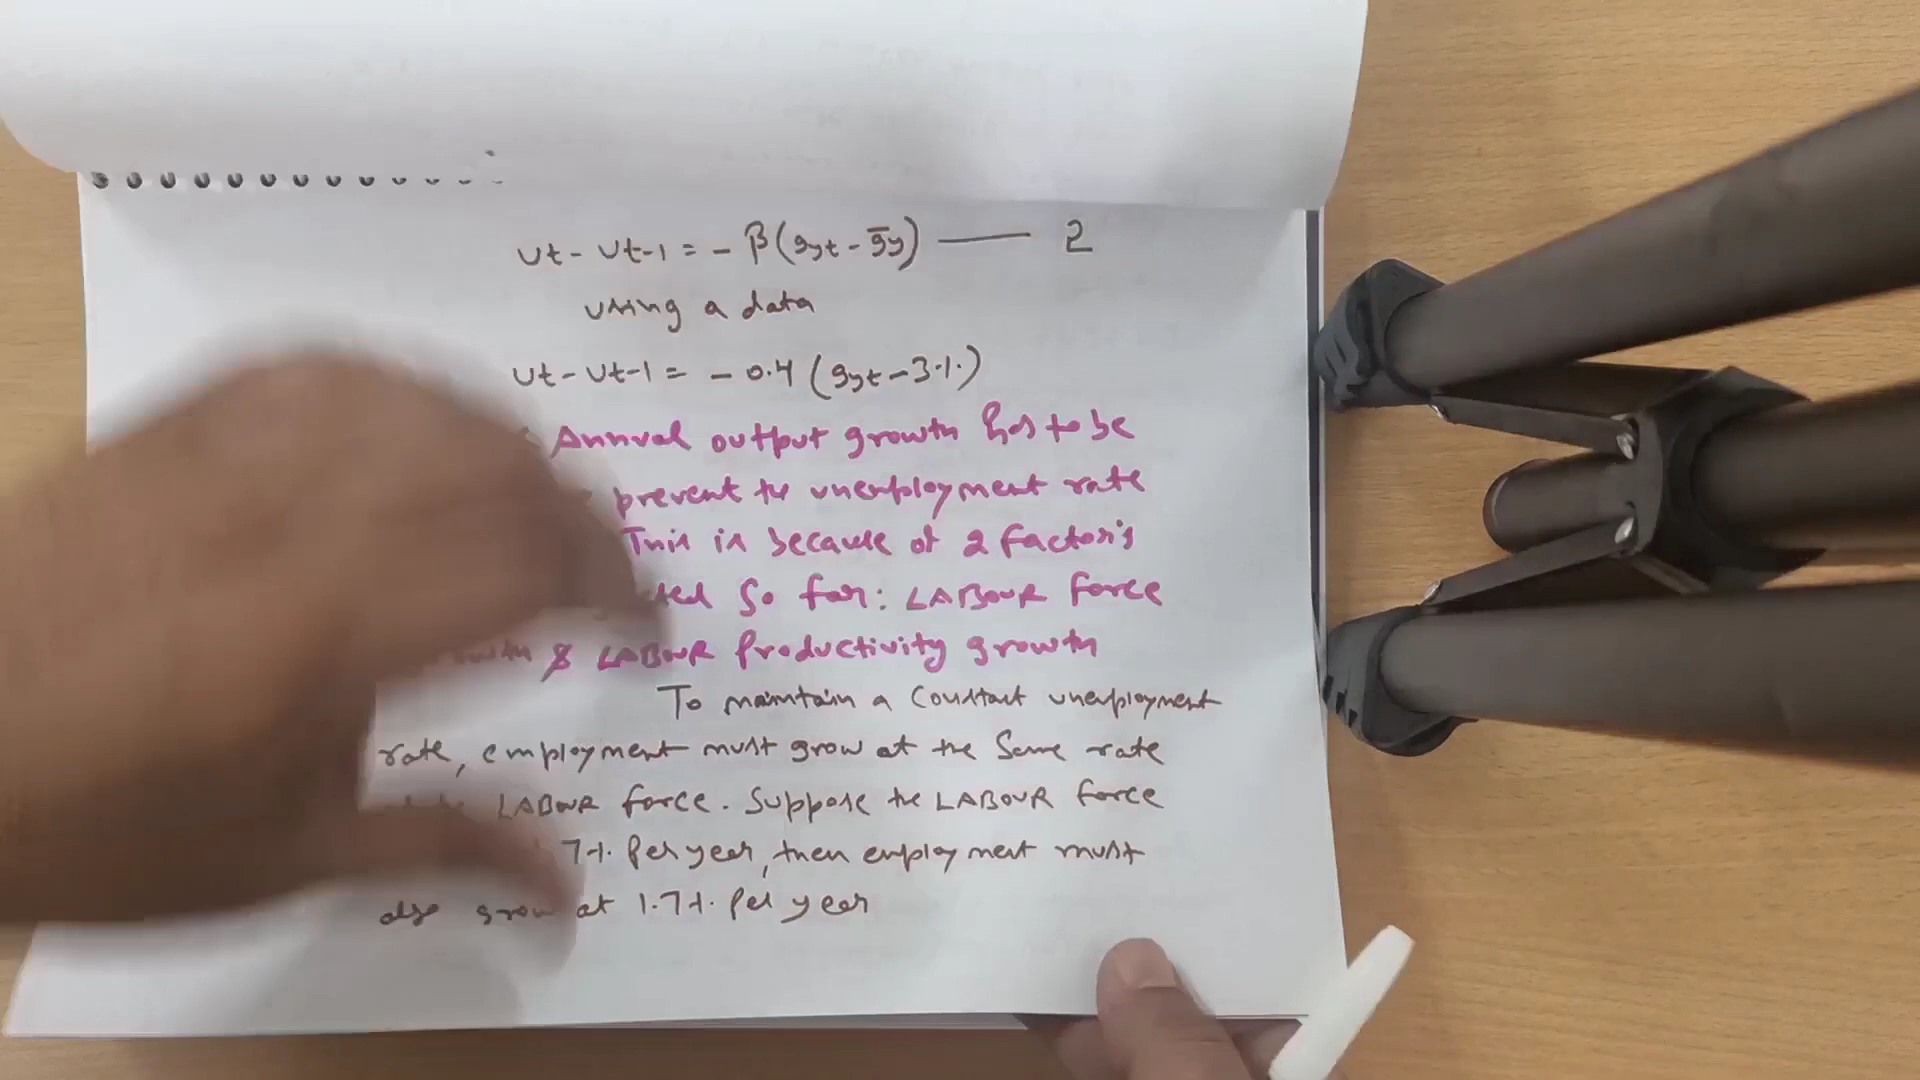 Ut - Ut-1 = - β(gyt - g̅y) —— 2
using a data
Ut - Ut-1 = - 0.4 (gyt - 3%)
Annual output growth has to be
prevent the unemployment rate
This is because of 2 factor's
So far: LABOUR force
& LABOUR Productivity growth
To maintain a Constant unemployment
rate, employment must grow at the Same rate
LABOUR force. Suppose the LABOUR force
7% Per year, then employment must
also grow at 1.7% Per year